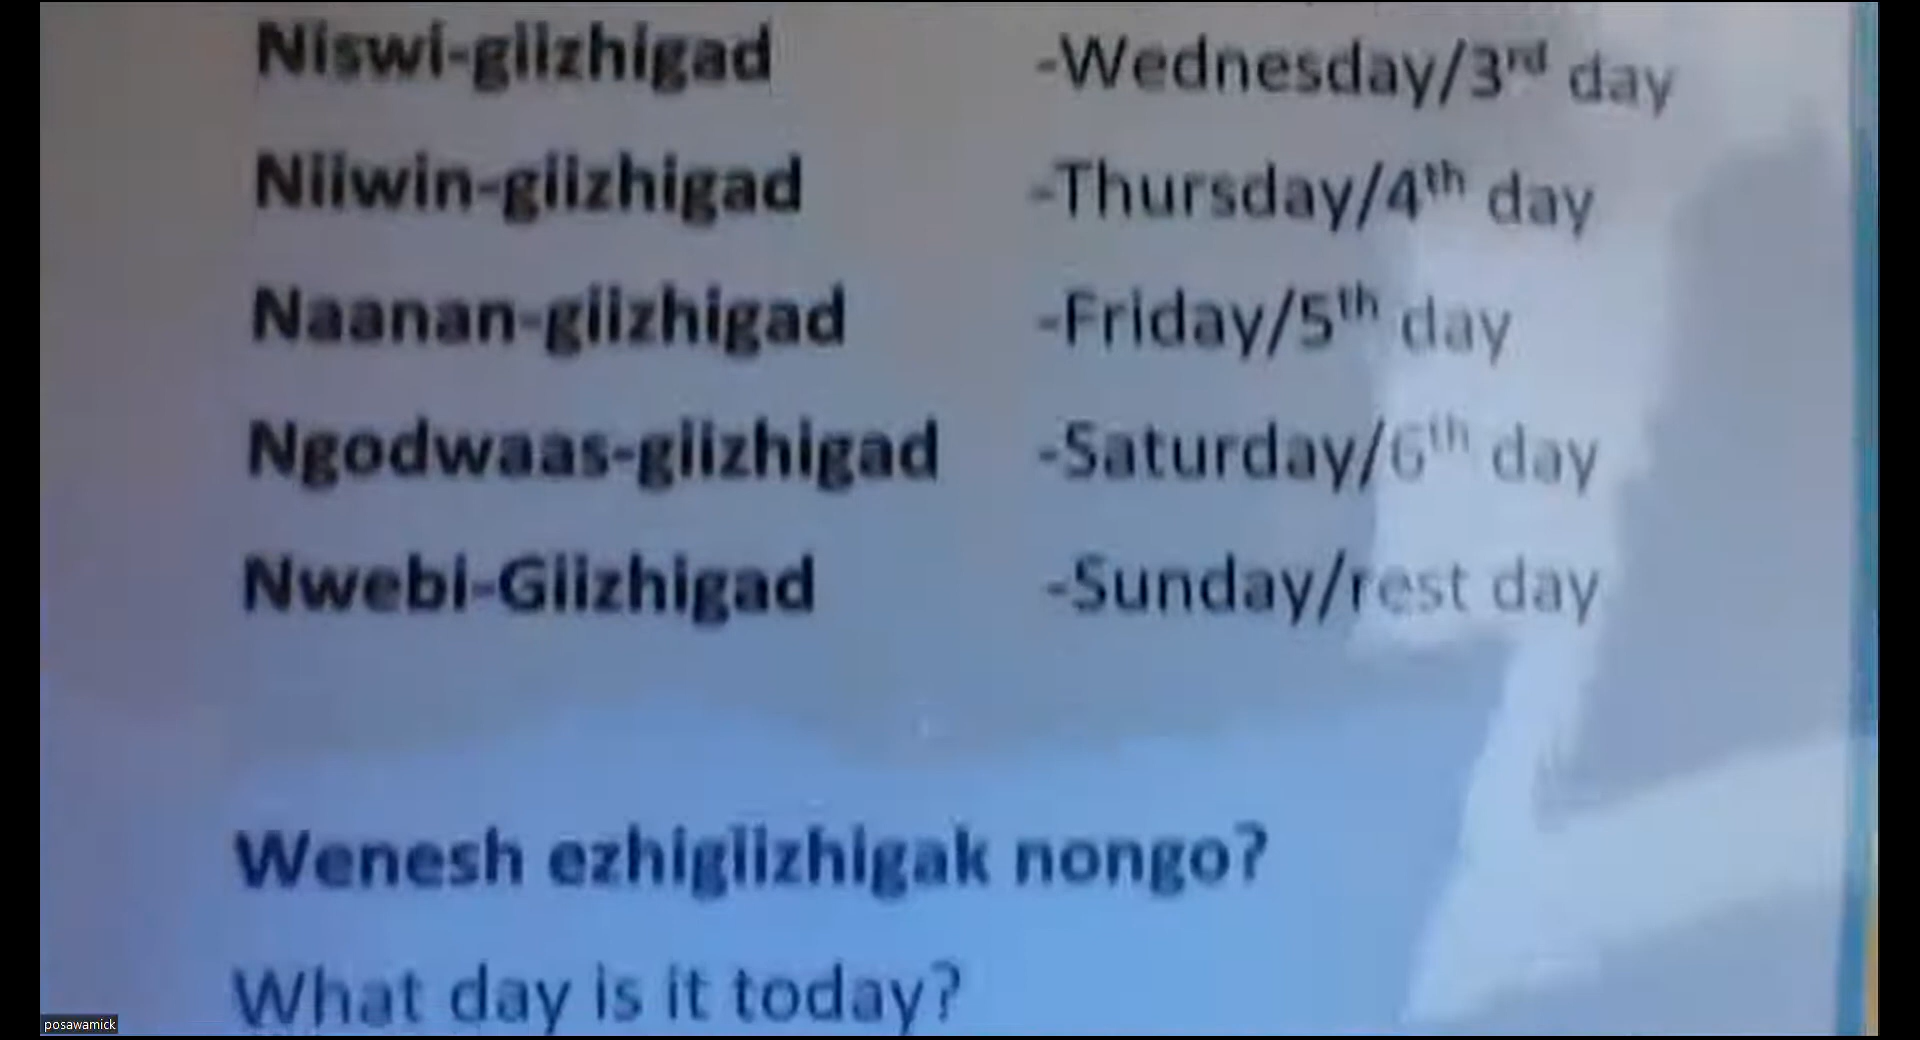 Niswi-giizhigad -Wednesday/3rd day
Niiwin-giizhigad -Thursday/4th day
Naanan-giizhigad -Friday/5th day
Ngodwaas-giizhigad -Saturday/6th day
Nwebi-Giizhigad -Sunday/rest day
Wenesh ezhigiizhigak nongo?
What day is it today?
posawamick